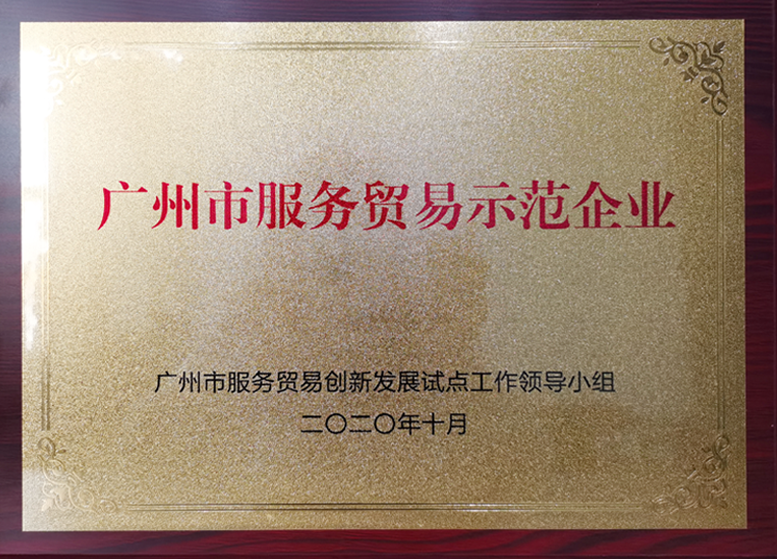 广州市服务贸易示范企业
广州市服务贸易创新发展试点工作领导小组
二〇二〇年十月